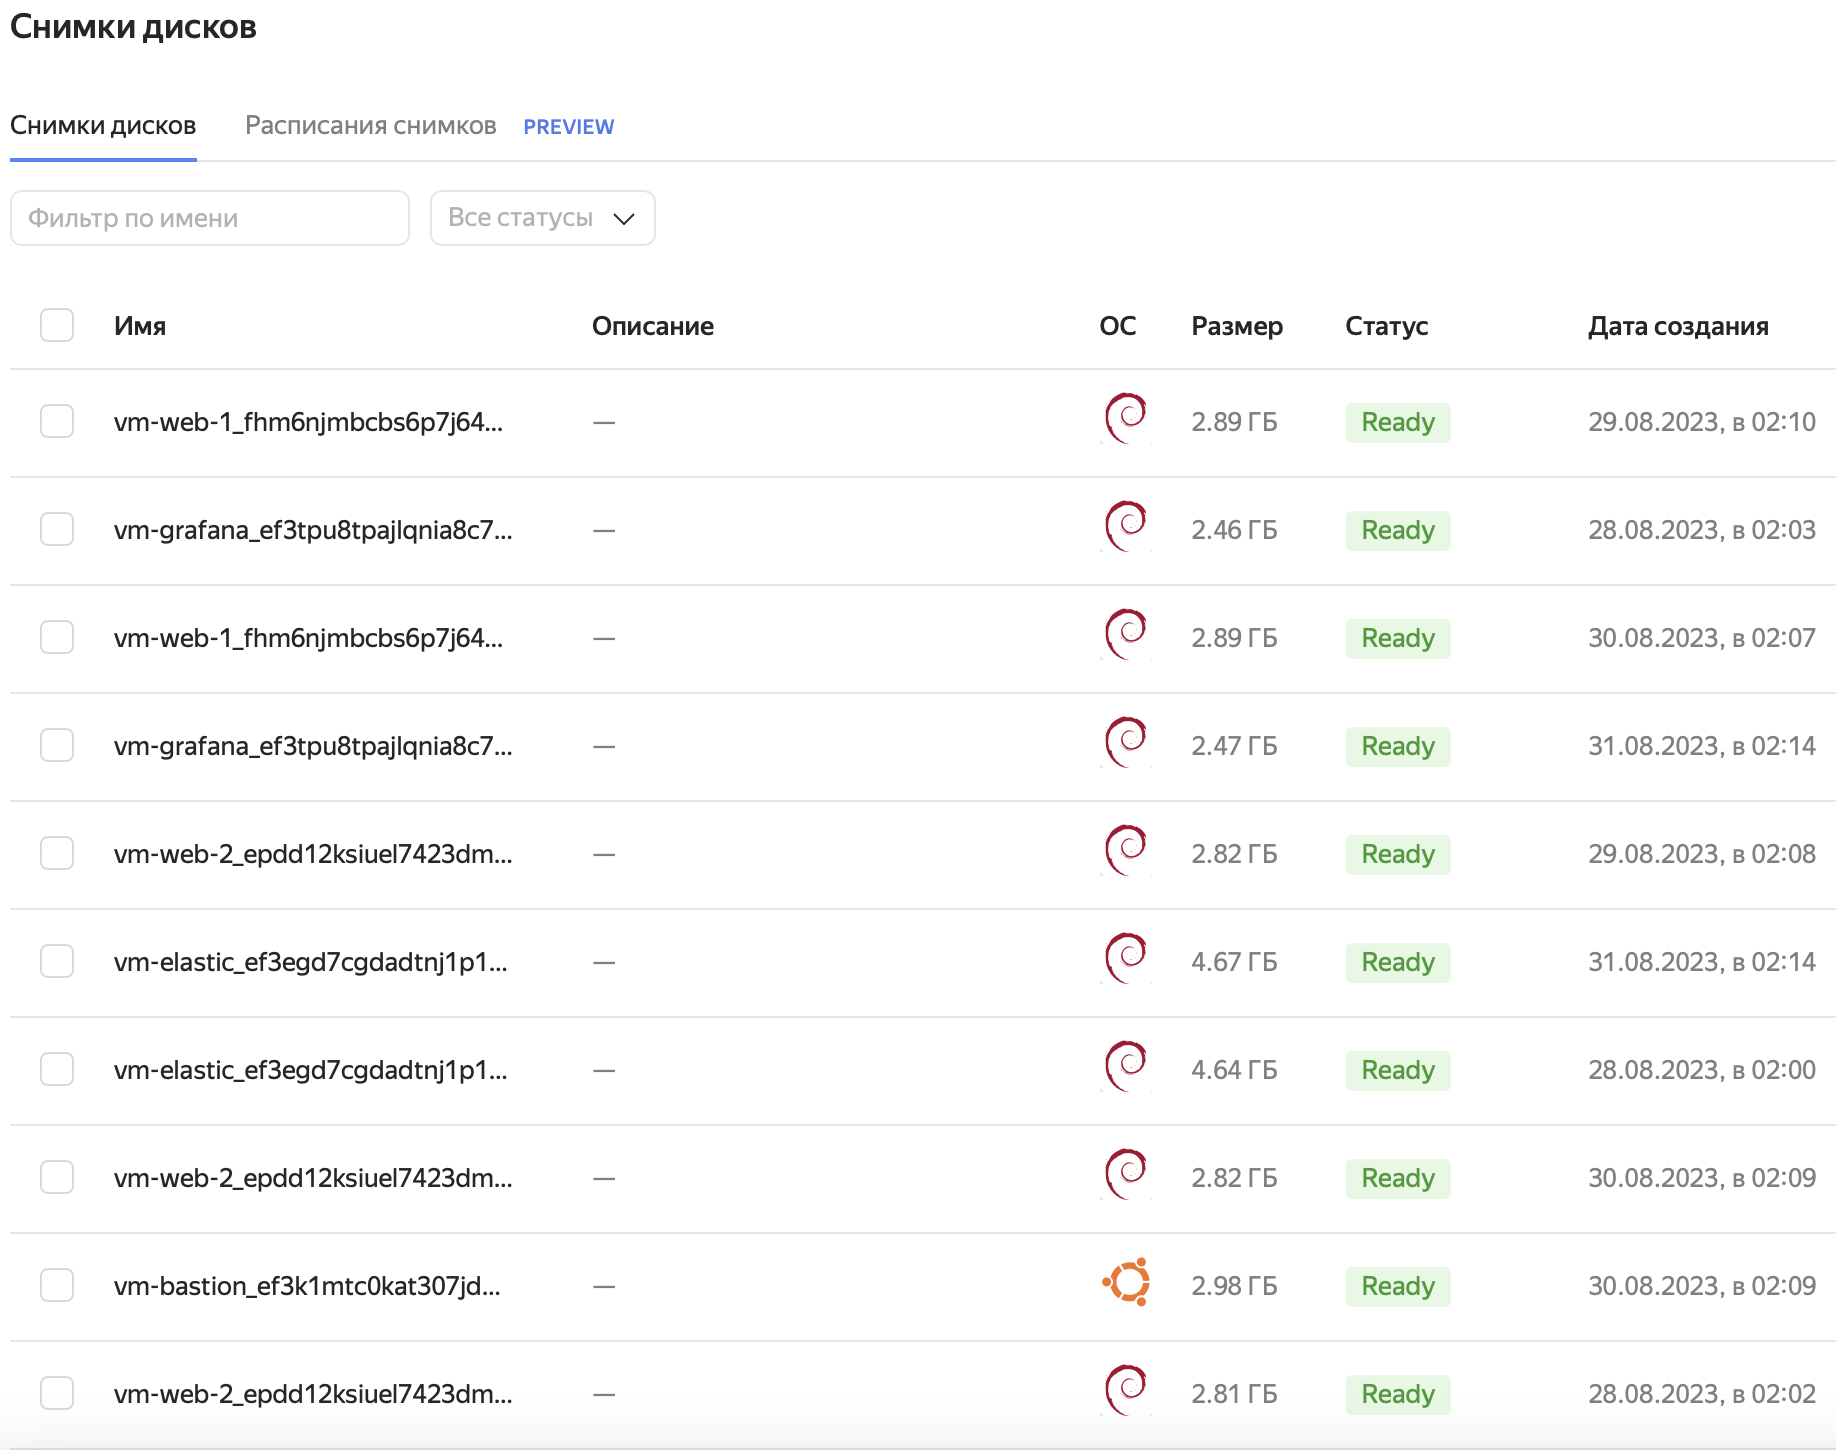 Снимки дисков
Снимки дисков Расписания снимков PREVIEW
Фильтр по имени Все статусы
Имя Описание ОС Размер Статус Дата создания
vm-web-1_fhm6njmbcbs6p7j64... — 2.89 ГБ Ready 29.08.2023, в 02:10
vm-grafana_ef3tpu8tpajlqnia8c7... — 2.46 ГБ Ready 28.08.2023, в 02:03
vm-web-1_fhm6njmbcbs6p7j64... — 2.89 ГБ Ready 30.08.2023, в 02:07
vm-grafana_ef3tpu8tpajlqnia8c7... — 2.47 ГБ Ready 31.08.2023, в 02:14
vm-web-2_epdd12ksiuel7423dm... — 2.82 ГБ Ready 29.08.2023, в 02:08
vm-elastic_ef3egd7cgdadtnj1p1... — 4.67 ГБ Ready 31.08.2023, в 02:14
vm-elastic_ef3egd7cgdadtnj1p1... — 4.64 ГБ Ready 28.08.2023, в 02:00
vm-web-2_epdd12ksiuel7423dm... — 2.82 ГБ Ready 30.08.2023, в 02:09
vm-bastion_ef3k1mtc0kat307jd... — 2.98 ГБ Ready 30.08.2023, в 02:09
vm-web-2_epdd12ksiuel7423dm... — 2.81 ГБ Ready 28.08.2023, в 02:02